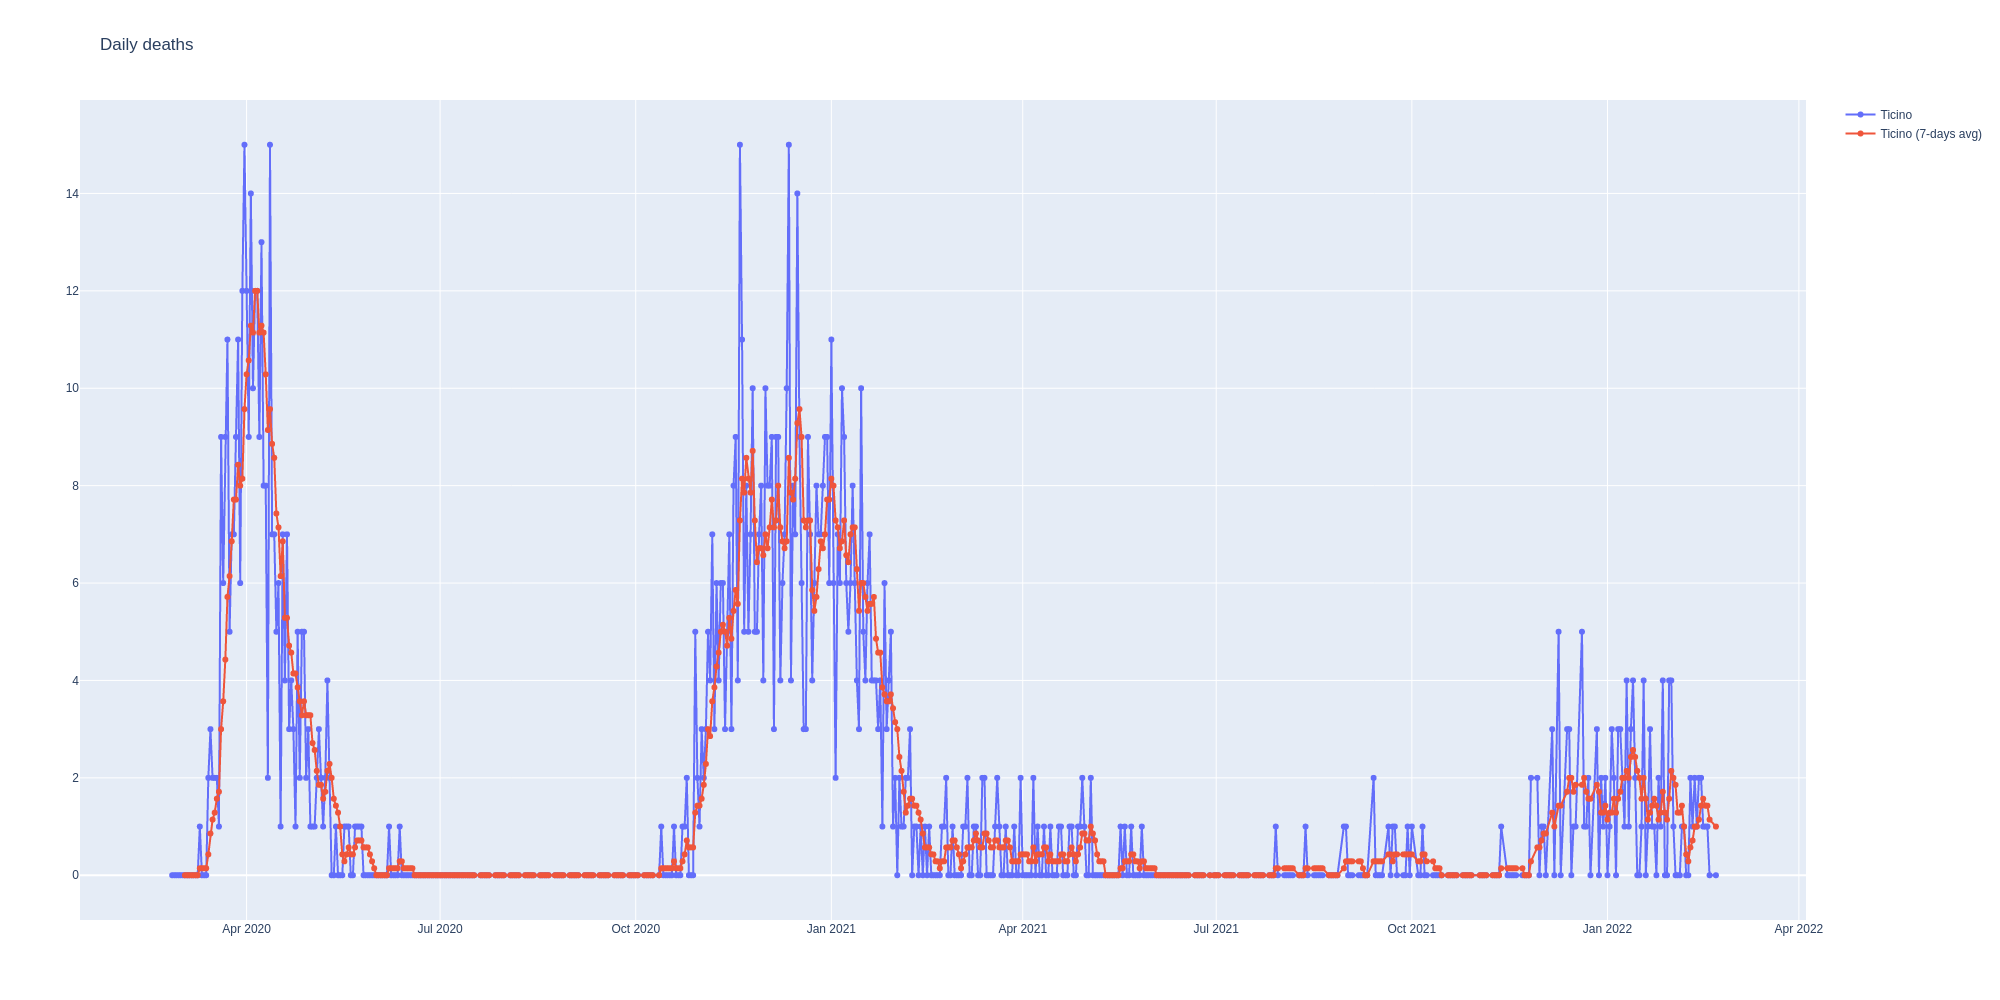 Daily deaths
Ticino
Ticino (7-days avg)
14
12
10
8
6
4
2
0
Apr 2020
Jul 2020
Oct 2020
Jan 2021
Apr 2021
Jul 2021
Oct 2021
Jan 2022
Apr 2022